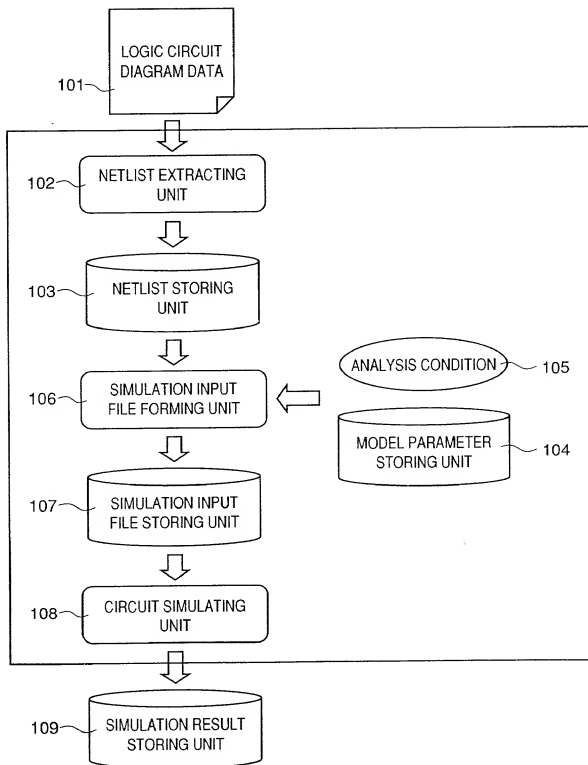 LOGIC CIRCUIT
DIAGRAM DATA
101
NETLIST EXTRACTING
UNIT
102
NETLIST STORING
UNIT
103
ANALYSIS CONDITION
105
SIMULATION INPUT
FILE FORMING UNIT
106
MODEL PARAMETER
STORING UNIT
104
SIMULATION INPUT
FILE STORING UNIT
107
CIRCUIT SIMULATING
UNIT
108
SIMULATION RESULT
STORING UNIT
109